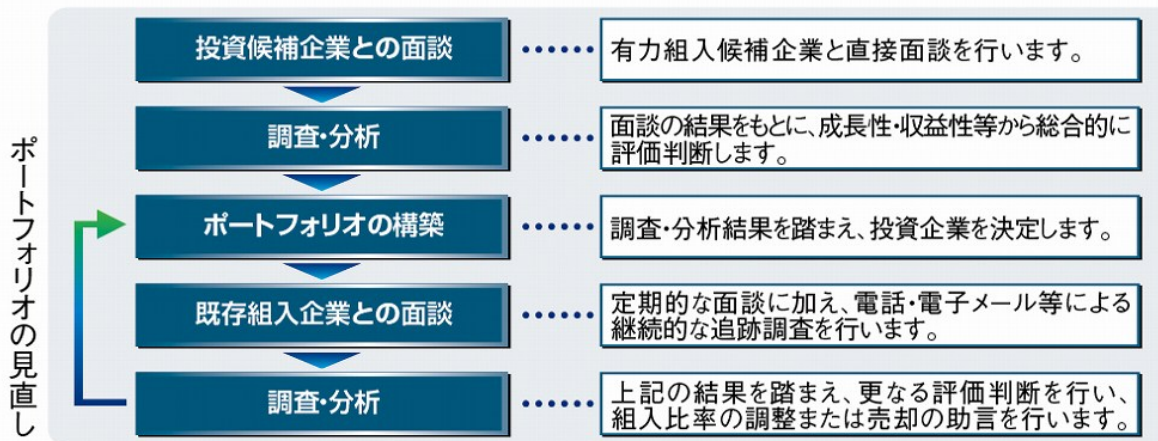 投資候補企業との面談
有力組入候補企業と直接面談を行います。
調査・分析
面談の結果をもとに、成長性・収益性等から総合的に
評価判断します。
ポートフォリオの構築
調査・分析結果を踏まえ、投資企業を決定します。
既存組入企業との面談
定期的な面談に加え、電話・電子メール等による
継続的な追跡調査を行います。
調査・分析
上記の結果を踏まえ、更なる評価判断を行い、
組入比率の調整または売却の助言を行います。
ポートフォリオの見直し